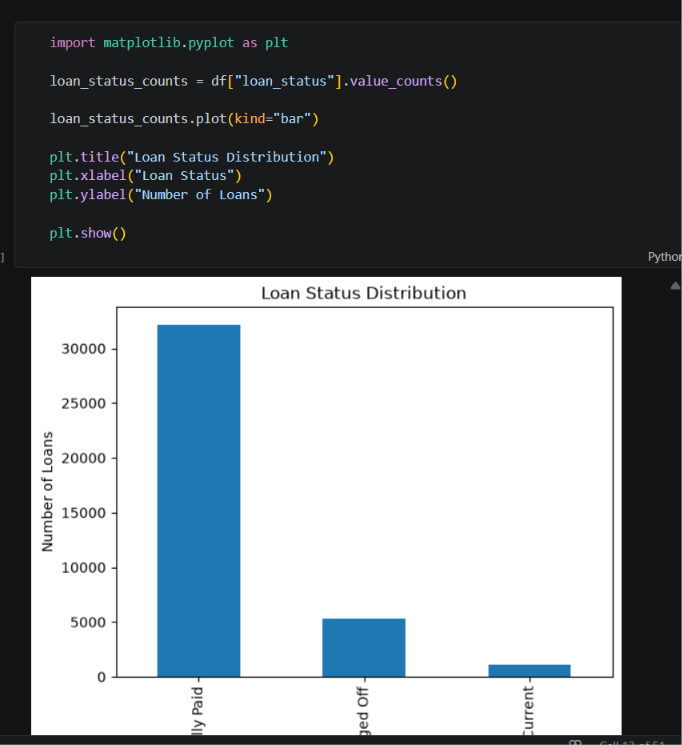 import matplotlib.pyplot as plt
loan_status_counts = df["loan_status"].value_counts()
loan_status_counts.plot(kind="bar")
plt.title("Loan Status Distribution")
plt.xlabel("Loan Status")
plt.ylabel("Number of Loans")
plt.show()
]
Pythor
Loan Status Distribution
Number of Loans
30000
25000
20000
15000
10000
5000
0
lly Paid
ged Off
Current